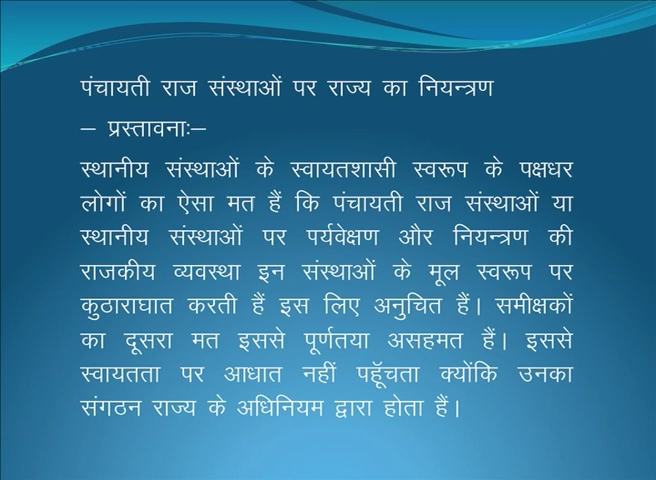 पंचायती राज संस्थाओं पर राज्य का नियन्त्रण
– प्रस्तावनाः–
स्थानीय संस्थाओं के स्वायतशासी स्वरूप के पक्षधर
लोगों का ऐसा मत हैं कि पंचायती राज संस्थाओं या
स्थानीय संस्थाओं पर पर्यवेक्षण और नियन्त्रण की
राजकीय व्यवस्था इन संस्थाओं के मूल स्वरूप पर
कुठाराघात करती हैं इस लिए अनुचित हैं। समीक्षकों
का दूसरा मत इससे पूर्णतया असहमत हैं। इससे
स्वायतता पर आधात नहीं पहूॅचता क्योंकि उनका
संगठन राज्य के अधिनियम द्वारा होता हैं।